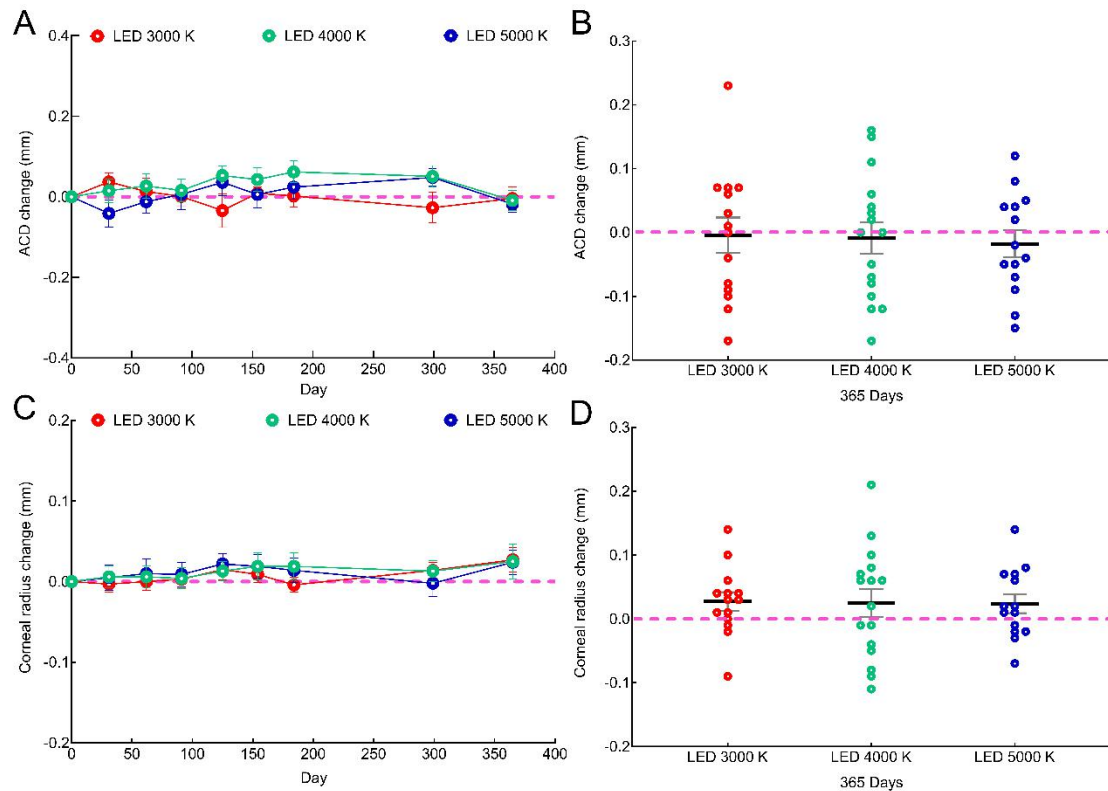 A
LED 3000 K LED 4000 K LED 5000 K
0.4
0.2
0.0
-0.2
-0.4
ACD change (mm)
0 50 100 150 200 250 300 350 400
Day
B
0.3
0.2
0.1
0.0
-0.1
-0.2
ACD change (mm)
LED 3000 K LED 4000 K LED 5000 K
365 Days
C
LED 3000 K LED 4000 K LED 5000 K
0.2
0.1
0.0
-0.1
-0.2
Corneal radius change (mm)
0 50 100 150 200 250 300 350 400
Day
D
0.3
0.2
0.1
0.0
-0.1
-0.2
Corneal radius change (mm)
LED 3000 K LED 4000 K LED 5000 K
365 Days